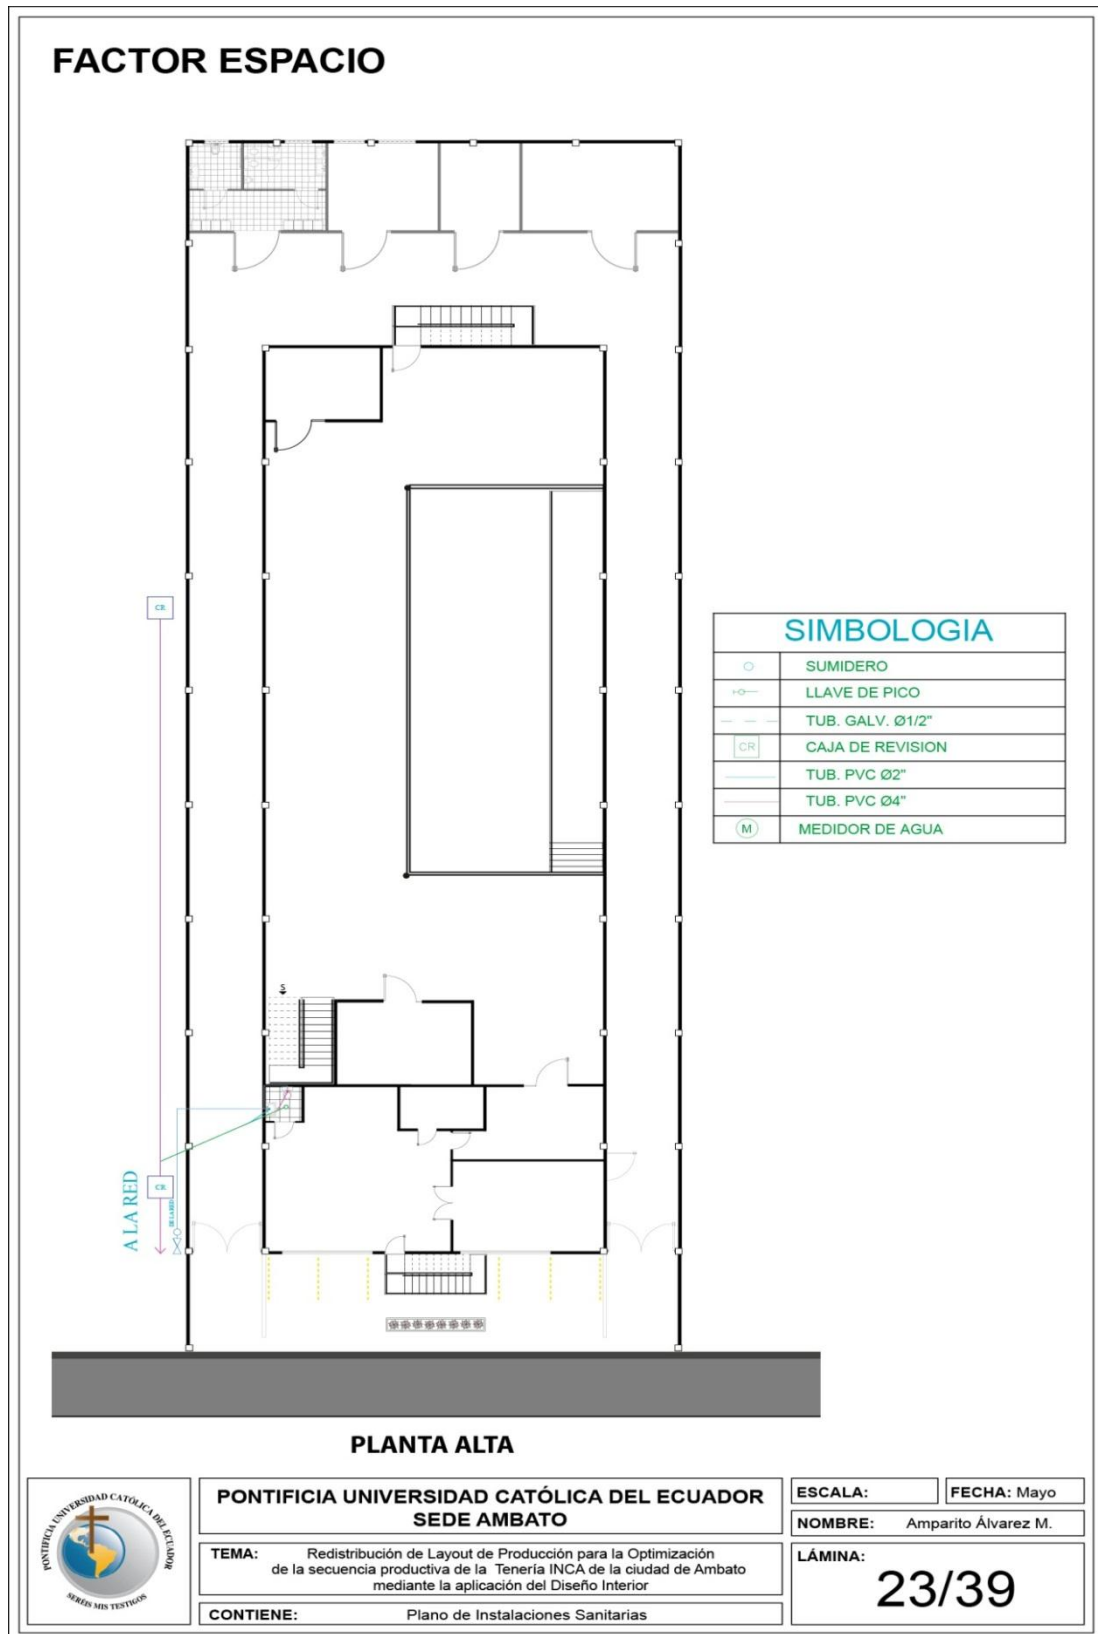 FACTOR ESPACIO
CR
SIMBOLOGIA
SUMIDERO
LLAVE DE PICO
TUB. GALV. Ø1/2"
CR
CAJA DE REVISION
TUB. PVC Ø2"
TUB. PVC Ø4"
M
MEDIDOR DE AGUA
S
A LA RED
CR
DE LA RED
PLANTA ALTA
PONTIFICIA UNIVERSIDAD CATÓLICA DEL ECUADOR
SERÉIS MIS TESTIGOS
PONTIFICIA UNIVERSIDAD CATÓLICA DEL ECUADOR
SEDE AMBATO
TEMA: Redistribución de Layout de Producción para la Optimización
de la secuencia productiva de la Tenería INCA de la ciudad de Ambato
mediante la aplicación del Diseño Interior
CONTIENE: Plano de Instalaciones Sanitarias
ESCALA:
FECHA: Mayo
NOMBRE: Amparito Álvarez M.
LÁMINA:
23/39